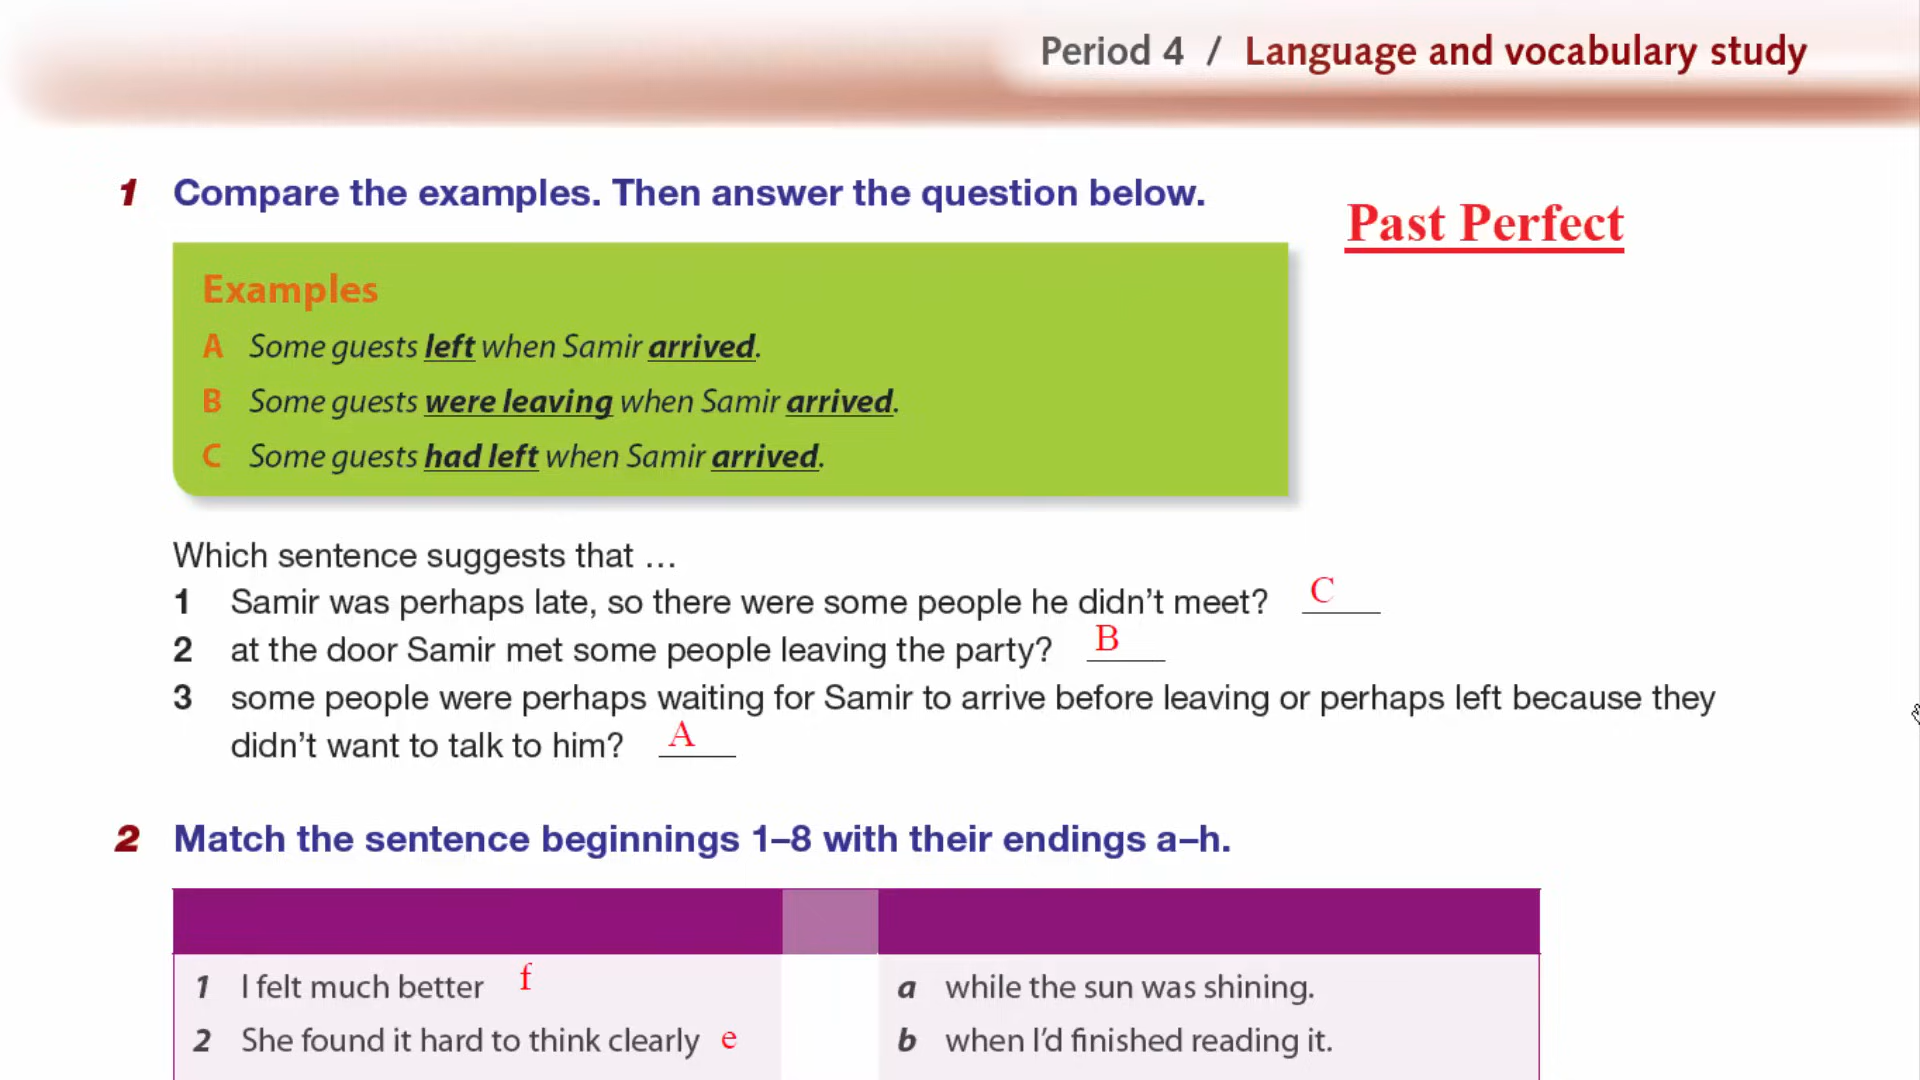 Period 4 / Language and vocabulary study
1 Compare the examples. Then answer the question below.
Past Perfect
Examples
A Some guests left when Samir arrived.
B Some guests were leaving when Samir arrived.
C Some guests had left when Samir arrived.
Which sentence suggests that …
1 Samir was perhaps late, so there were some people he didn't meet? C
2 at the door Samir met some people leaving the party? B
3 some people were perhaps waiting for Samir to arrive before leaving or perhaps left because they
didn't want to talk to him? A
2 Match the sentence beginnings 1–8 with their endings a–h.
1 I felt much better f
a while the sun was shining.
2 She found it hard to think clearly e
b when I'd finished reading it.